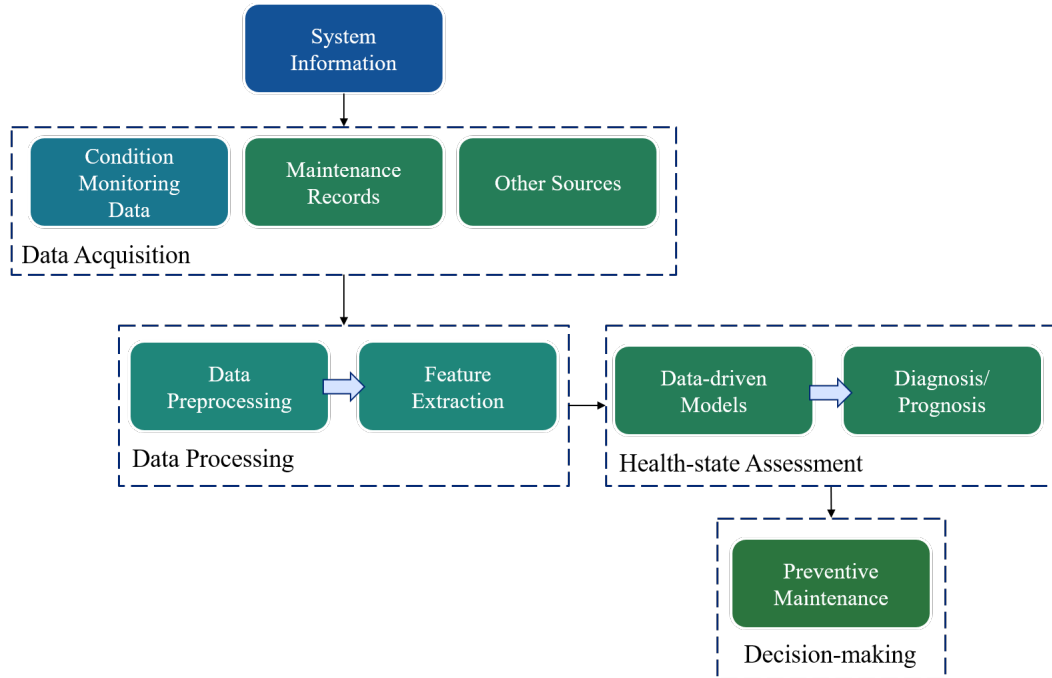 System
Information
Condition
Monitoring
Data
Maintenance
Records
Other Sources
Data Acquisition
Data
Preprocessing
Feature
Extraction
Data Processing
Data-driven
Models
Diagnosis/
Prognosis
Health-state Assessment
Preventive
Maintenance
Decision-making